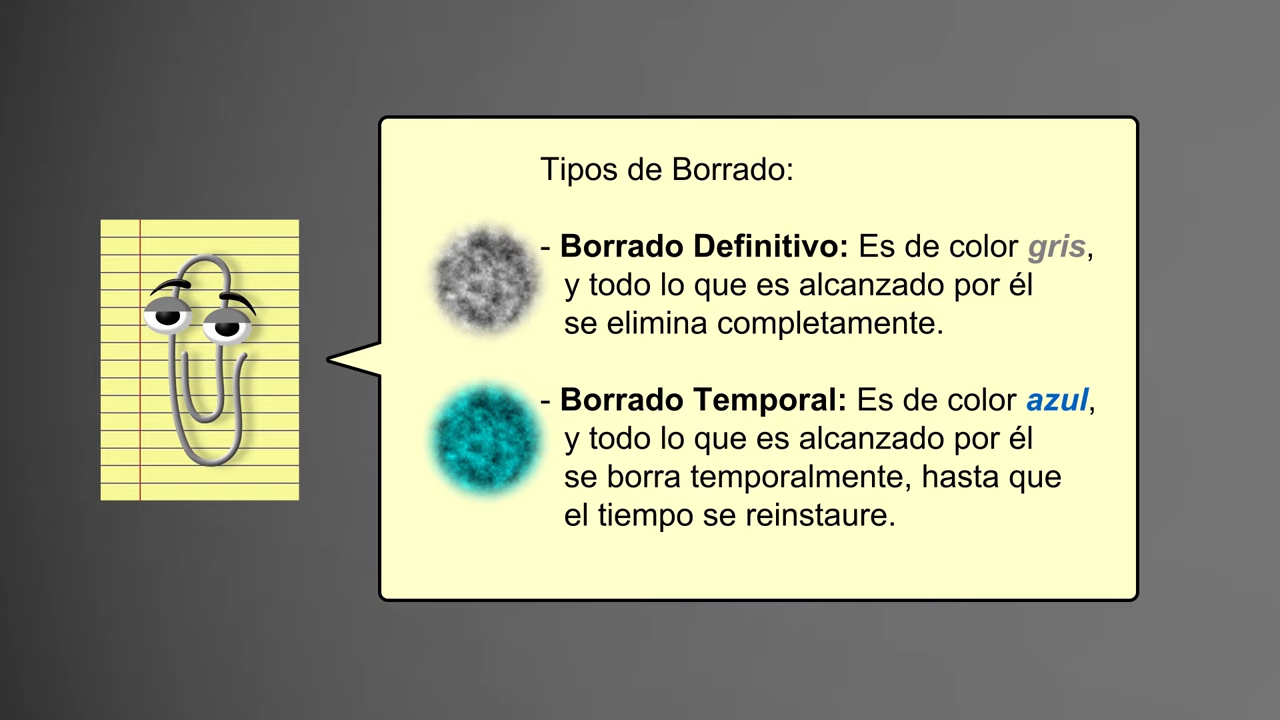 Tipos de Borrado:
- Borrado Definitivo: Es de color gris,
y todo lo que es alcanzado por él
se elimina completamente.
- Borrado Temporal: Es de color azul,
y todo lo que es alcanzado por él
se borra temporalmente, hasta que
el tiempo se reinstaure.